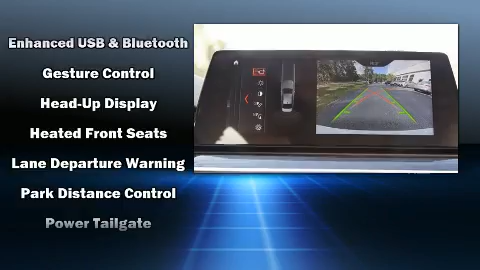 Enhanced USB & Bluetooth
Gesture Control
Head-Up Display
Heated Front Seats
Lane Departure Warning
Park Distance Control
Power Tailgate